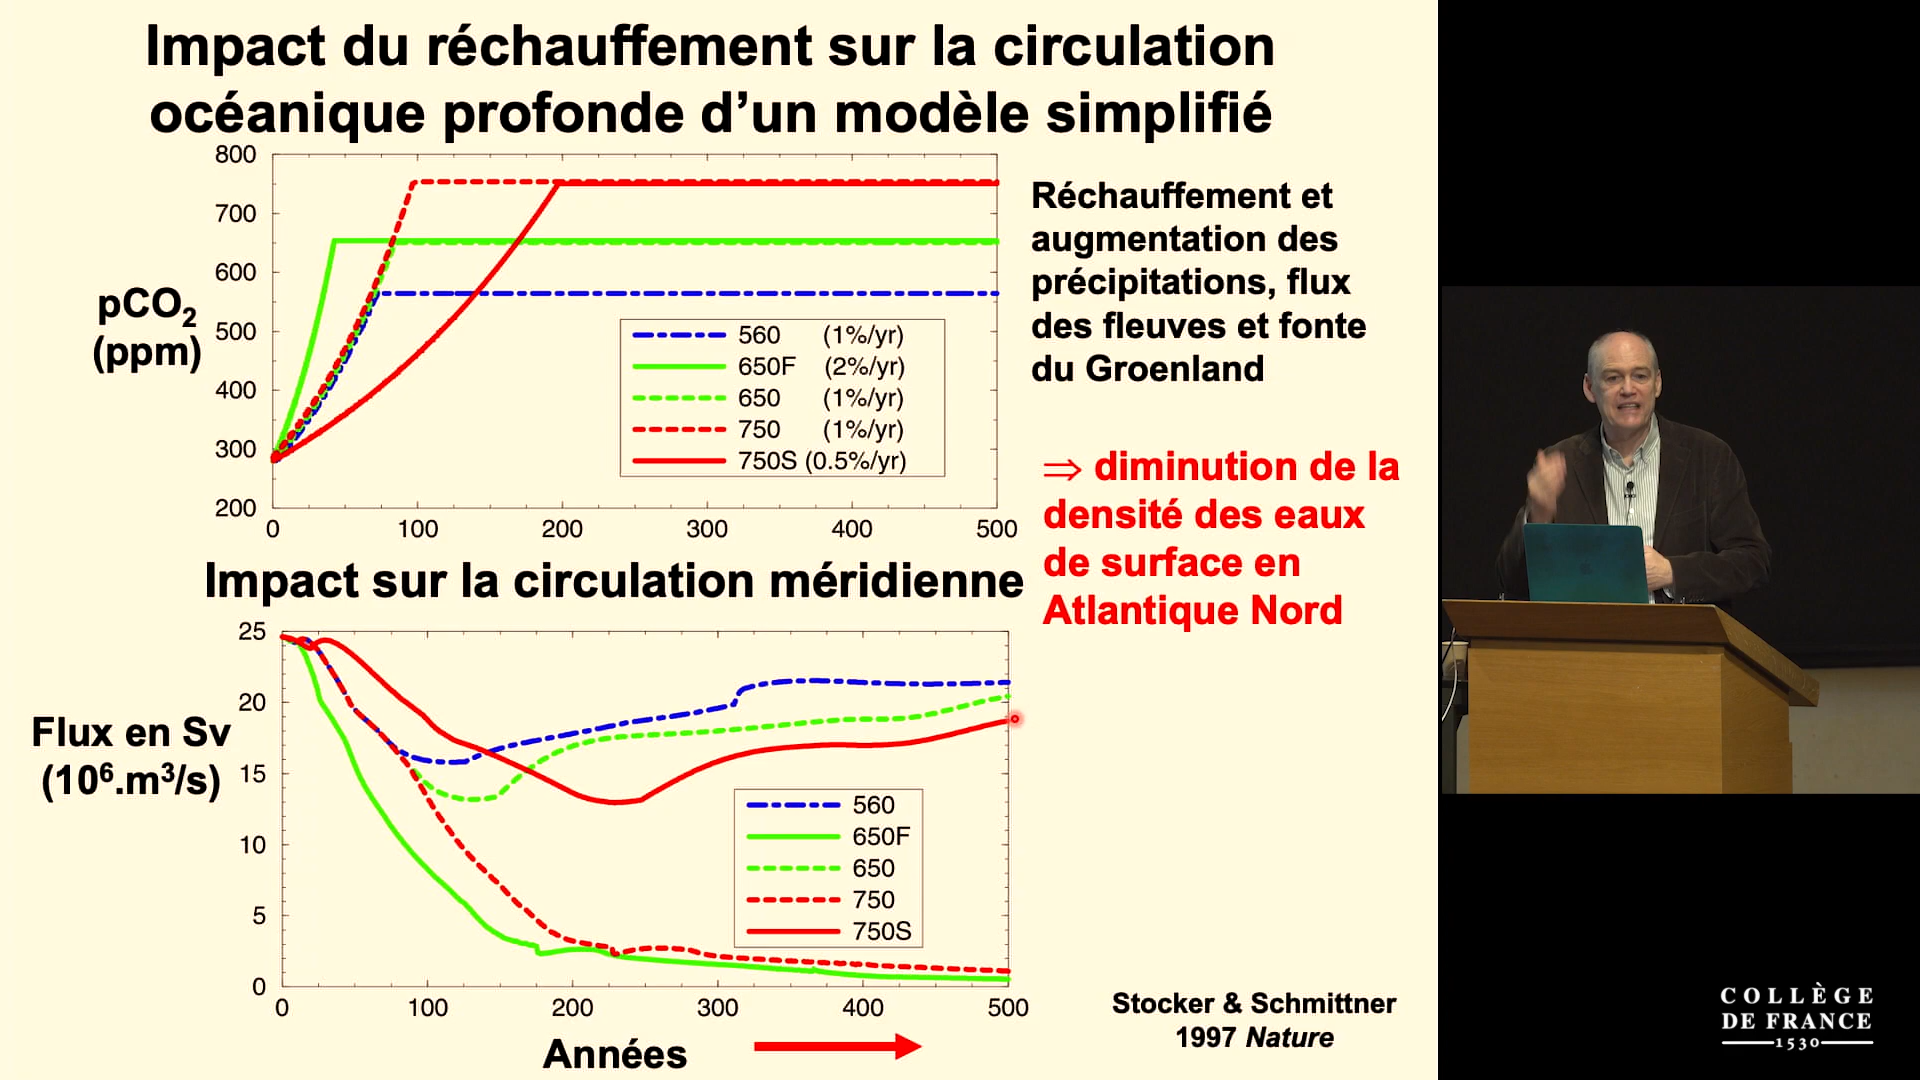 Impact du réchauffement sur la circulation
océanique profonde d’un modèle simplifié
800
700
600
500
400
300
200
pCO2
(ppm)
0 100 200 300 400 500
560 (1%/yr)
650F (2%/yr)
650 (1%/yr)
750 (1%/yr)
750S (0.5%/yr)
Réchauffement et
augmentation des
précipitations, flux
des fleuves et fonte
du Groenland
⇒ diminution de la
densité des eaux
de surface en
Atlantique Nord
Impact sur la circulation méridienne
25
20
15
10
5
0
Flux en Sv
(10⁶.m³/s)
560
650F
650
750
750S
0 100 200 300 400 500
Années
Stocker & Schmittner
1997 Nature
COLLÈGE
DE FRANCE
1530